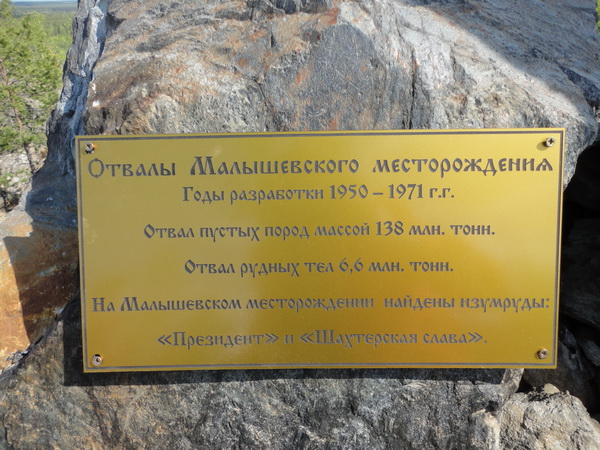 Отвалы Малышевского месторождения
Годы разработки 1950 – 1971 г.г.
Отвал пустых пород массой 138 млн. тонн.
Отвал рудных тел 6,6 млн. тонн.
На Малышевском месторождении найдены изумруды:
«Президент» и «Шахтерская слава».